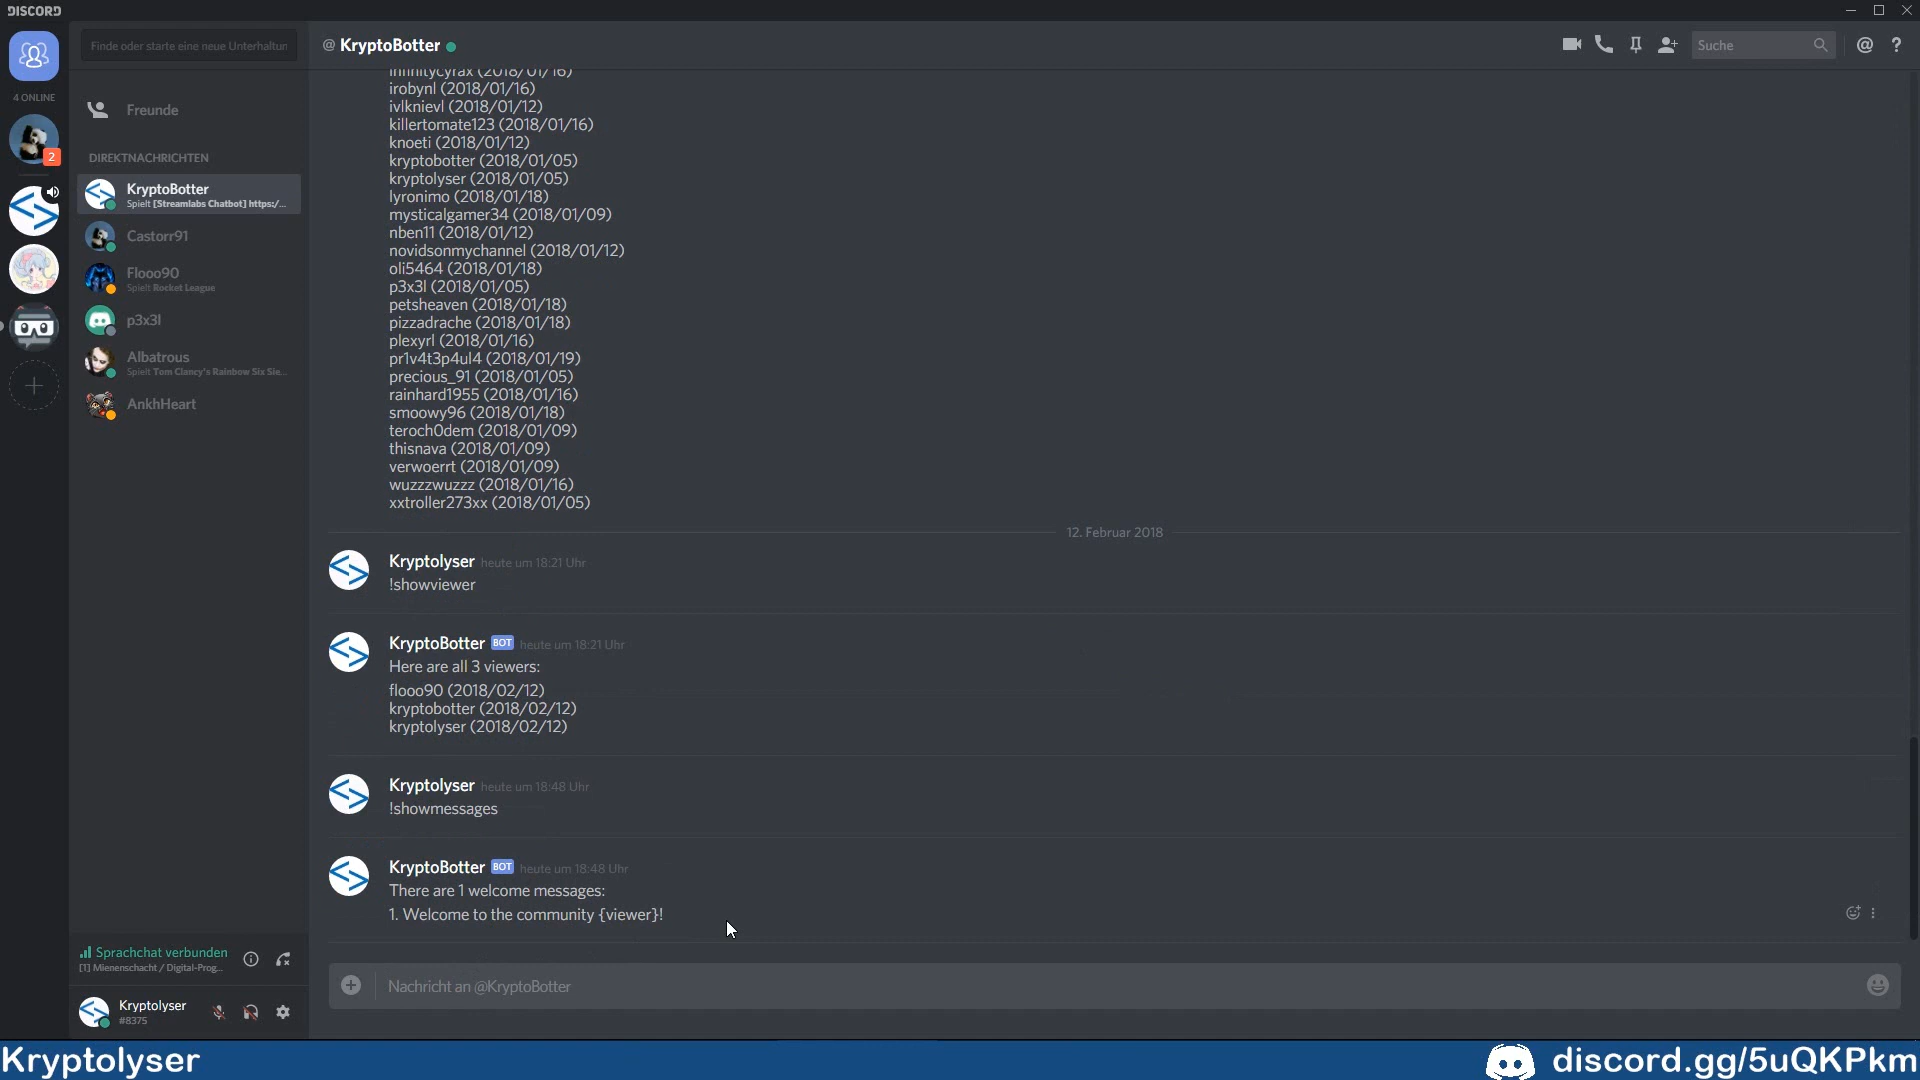 DISCORD
Finde oder starte eine neue Unterhaltun
@ KryptoBotter
Suche
4 ONLINE
2
Freunde
DIREKTNACHRICHTEN
KryptoBotter
Spielt [Streamlabs Chatbot] https:/...
Castorr91
Flooo90
Spielt Rocket League
p3x3l
Albatrous
Spielt Tom Clancy's Rainbow Six Sie...
AnkhHeart
infinitycyrax (2018/01/16)
irobynl (2018/01/16)
ivlknievl (2018/01/12)
killertomate123 (2018/01/16)
knoeti (2018/01/12)
kryptobotter (2018/01/05)
kryptolyser (2018/01/05)
lyronimo (2018/01/18)
mysticalgamer34 (2018/01/09)
nben11 (2018/01/12)
novidsonmychannel (2018/01/12)
oli5464 (2018/01/18)
p3x3l (2018/01/05)
petsheaven (2018/01/18)
pizzadrache (2018/01/18)
plexyrl (2018/01/16)
pr1v4t3p4ul4 (2018/01/19)
precious_91 (2018/01/05)
rainhard1955 (2018/01/16)
smoowy96 (2018/01/18)
teroch0dem (2018/01/09)
thisnava (2018/01/09)
verwoerrt (2018/01/09)
wuzzzwuzzz (2018/01/16)
xxtroller273xx (2018/01/05)
12. Februar 2018
Kryptolyser heute um 18:21 Uhr
!showviewer
KryptoBotter BOT heute um 18:21 Uhr
Here are all 3 viewers:
flooo90 (2018/02/12)
kryptobotter (2018/02/12)
kryptolyser (2018/02/12)
Kryptolyser heute um 18:48 Uhr
!showmessages
KryptoBotter BOT heute um 18:48 Uhr
There are 1 welcome messages:
1. Welcome to the community {viewer}!
Nachricht an @KryptoBotter
Sprachchat verbunden
[1] Mienenschacht / Digital-Prog...
Kryptolyser
#8375
Kryptolyser
discord.gg/5uQKPkm